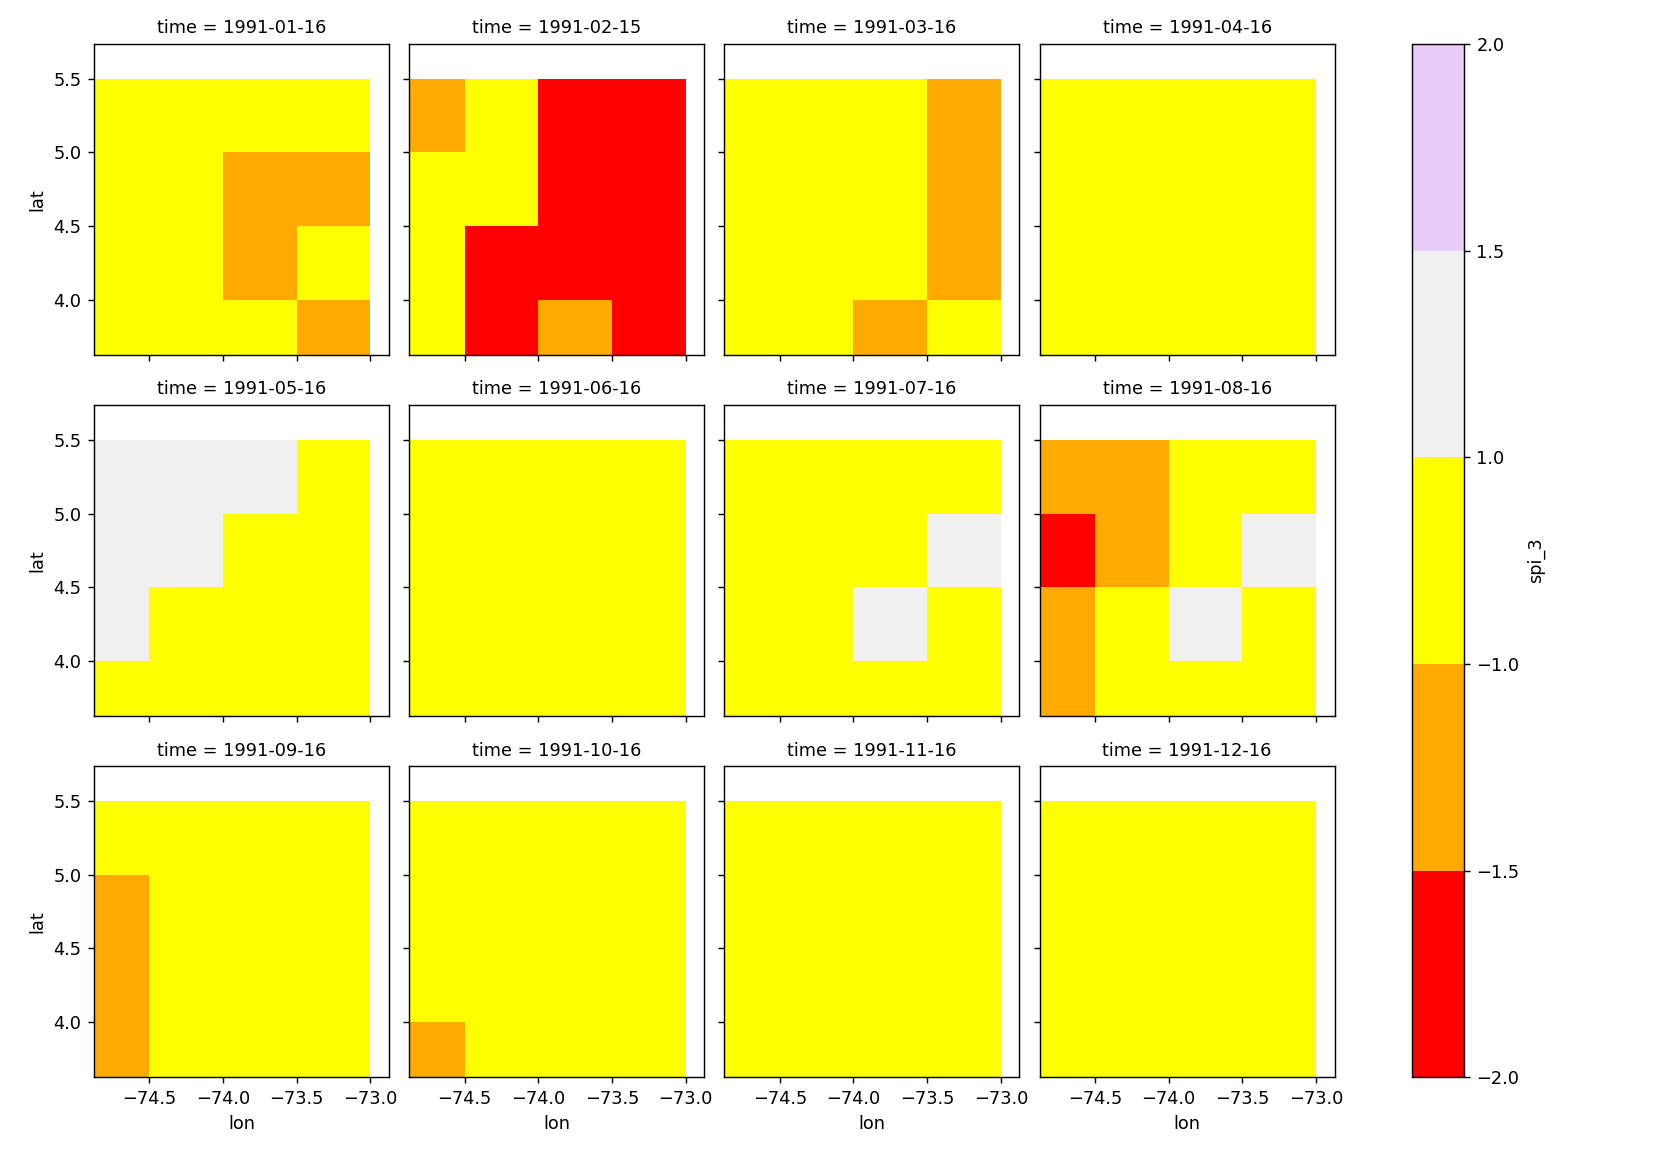 time = 1991-01-16
time = 1991-02-15
time = 1991-03-16
time = 1991-04-16
lat
5.5
5.0
4.5
4.0
time = 1991-05-16
time = 1991-06-16
time = 1991-07-16
time = 1991-08-16
lat
5.5
5.0
4.5
4.0
time = 1991-09-16
time = 1991-10-16
time = 1991-11-16
time = 1991-12-16
lat
5.5
5.0
4.5
4.0
−74.5 −74.0 −73.5 −73.0
lon
−74.5 −74.0 −73.5 −73.0
lon
−74.5 −74.0 −73.5 −73.0
lon
−74.5 −74.0 −73.5 −73.0
lon
2.0
1.5
1.0
−1.0
−1.5
−2.0
spi_3